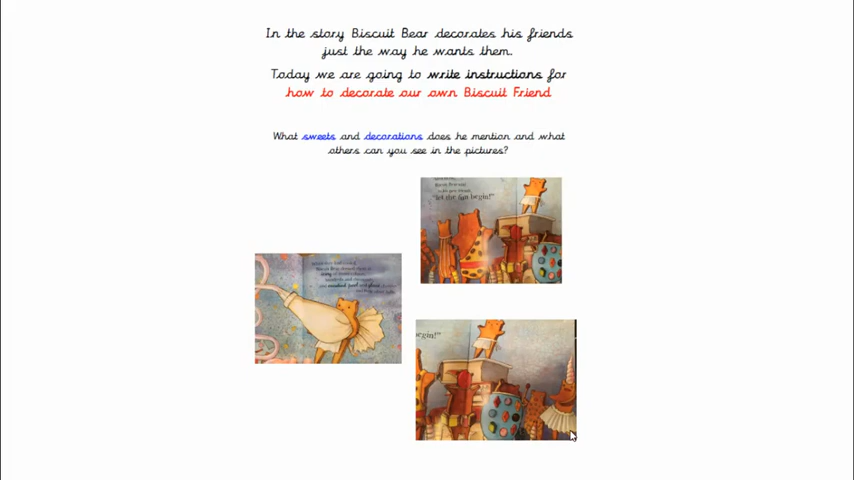 In the story Biscuit Bear decorates his friends
just the way he wants them.
Today we are going to write instructions for
how to decorate our own Biscuit Friend
What sweets and decorations does he mention and what
others can you see in the pictures?
"let the fun begin!"
begin!"